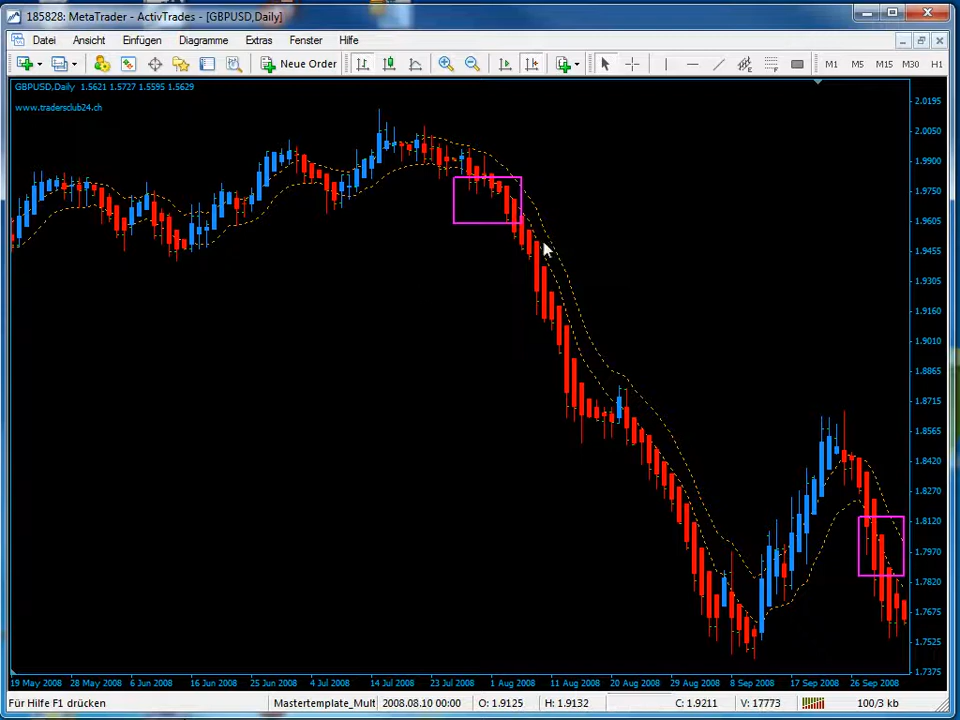 185828: MetaTrader - ActivTrades - [GBPUSD,Daily]
Datei Ansicht Einfügen Diagramme Extras Fenster Hilfe
Neue Order M1 M5 M15 M30 H1
GBPUSD,Daily 1.5621 1.5727 1.5595 1.5629
www.tradersclub24.ch
2.0195
2.0050
1.9900
1.9750
1.9605
1.9455
1.9305
1.9160
1.9010
1.8865
1.8715
1.8565
1.8420
1.8270
1.8120
1.7970
1.7820
1.7675
1.7525
1.7375
19 May 2008 28 May 2008 6 Jun 2008 16 Jun 2008 25 Jun 2008 4 Jul 2008 14 Jul 2008 23 Jul 2008 1 Aug 2008 11 Aug 2008 20 Aug 2008 29 Aug 2008 8 Sep 2008 17 Sep 2008 26 Sep 2008
Für Hilfe F1 drücken Mastertemplate_Mult 2008.08.10 00:00 O: 1.9125 H: 1.9132 C: 1.9211 V: 17773 100/3 kb